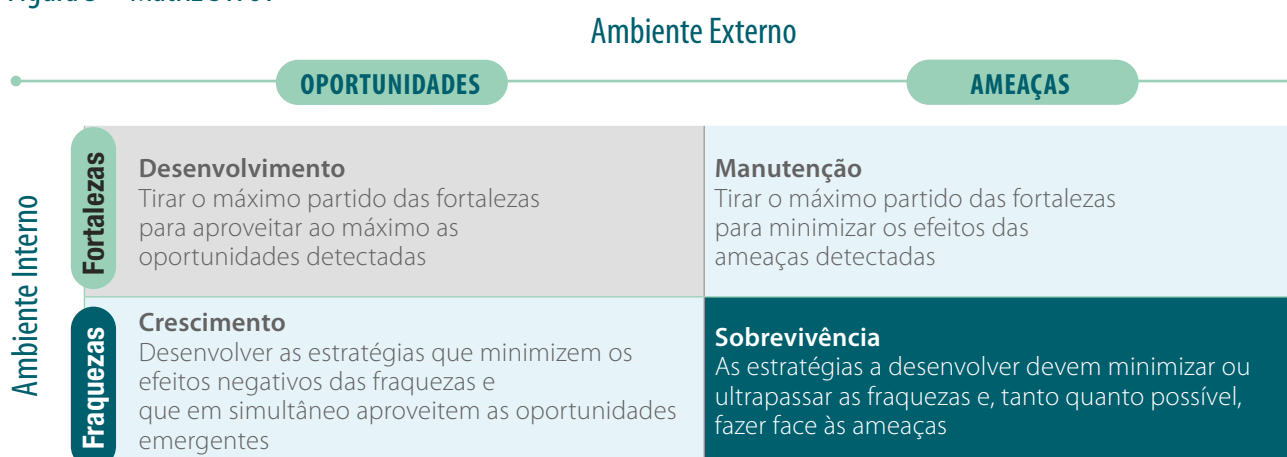 Ambiente Externo
OPORTUNIDADES
AMEAÇAS
Ambiente Interno
Fortalezas
Desenvolvimento
Tirar o máximo partido das fortalezas
para aproveitar ao máximo as
oportunidades detectadas
Manutenção
Tirar o máximo partido das fortalezas
para minimizar os efeitos das
ameaças detectadas
Fraquezas
Crescimento
Desenvolver as estratégias que minimizem os
efeitos negativos das fraquezas e
que em simultâneo aproveitem as oportunidades
emergentes
Sobrevivência
As estratégias a desenvolver devem minimizar ou
ultrapassar as fraquezas e, tanto quanto possível,
fazer face às ameaças